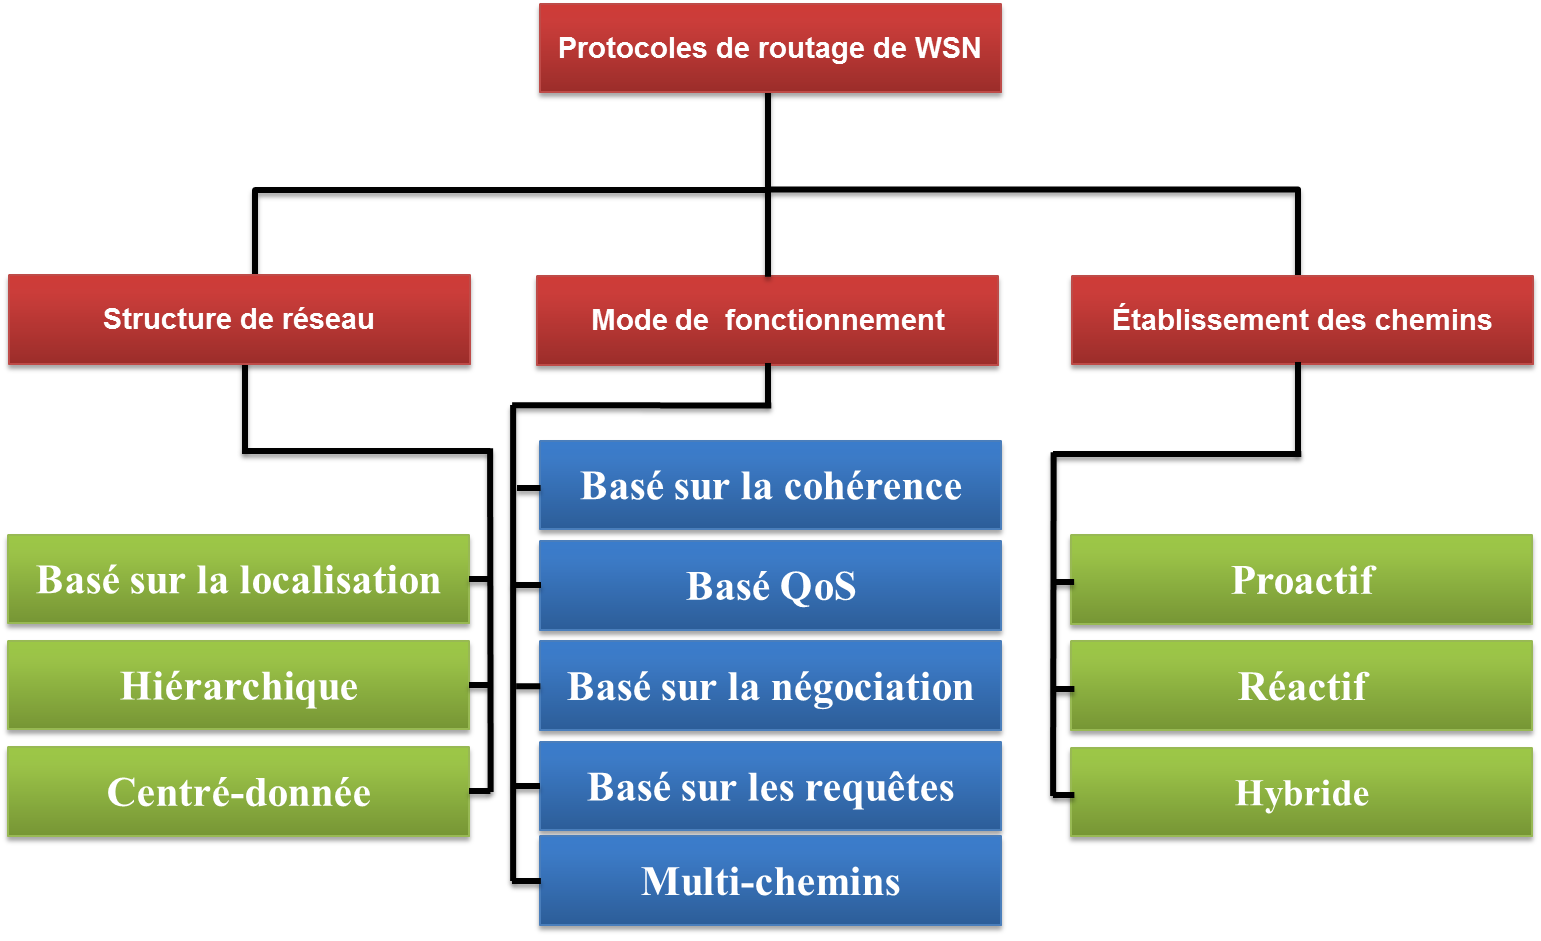 Protocoles de routage de WSN
Structure de réseau
Mode de  fonctionnement
Établissement des chemins
Basé sur la localisation
Hiérarchique
Centré-donnée
Basé sur la cohérence
Basé QoS
Basé sur la négociation
Basé sur les requêtes
Multi-chemins
Proactif
Réactif
Hybride